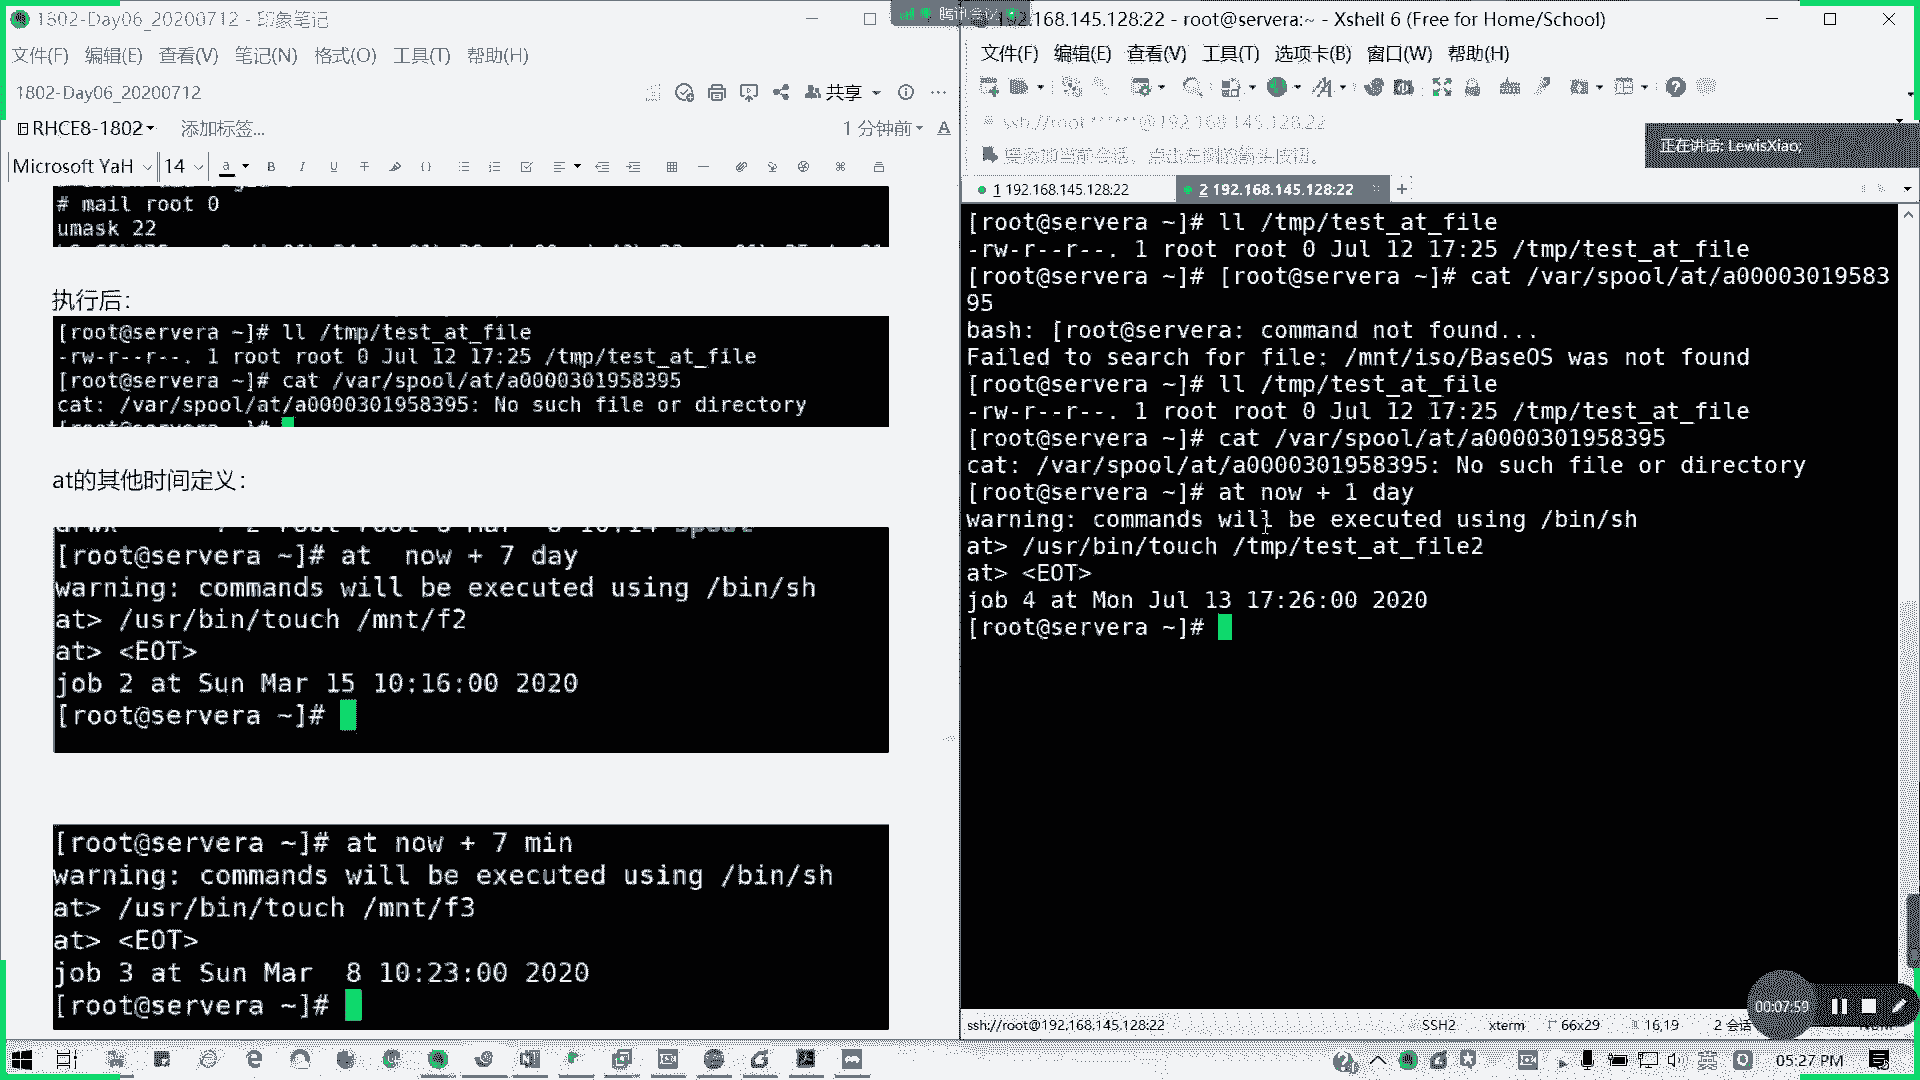 1802-Day06_20200712 - 印象笔记
文件(F) 编辑(E) 查看(V) 笔记(N) 格式(O) 工具(T) 帮助(H)
1802-Day06_20200712
共享
RHCE8-1802
添加标签...
1 分钟前
Microsoft YaH
14
# mail root 0
umask 22
执行后:
[root@servera ~]# ll /tmp/test_at_file
-rw-r--r--. 1 root root 0 Jul 12 17:25 /tmp/test_at_file
[root@servera ~]# cat /var/spool/at/a0000301958395
cat: /var/spool/at/a0000301958395: No such file or directory
at的其他时间定义:
[root@servera ~]# at  now + 7 day
warning: commands will be executed using /bin/sh
at> /usr/bin/touch /mnt/f2
at> <EOT>
job 2 at Sun Mar 15 10:16:00 2020
[root@servera ~]#
[root@servera ~]# at now + 7 min
warning: commands will be executed using /bin/sh
at> /usr/bin/touch /mnt/f3
at> <EOT>
job 3 at Sun Mar  8 10:23:00 2020
[root@servera ~]#
腾讯会议
192.168.145.128:22 - root@servera:~ - Xshell 6 (Free for Home/School)
文件(F) 编辑(E) 查看(V) 工具(T) 选项卡(B) 窗口(W) 帮助(H)
ssh://root:******@192.168.145.128:22
要添加当前会话，点击左侧的箭头按钮。
正在讲话: LewisXiao;
1 192.168.145.128:22
2 192.168.145.128:22
[root@servera ~]# ll /tmp/test_at_file
-rw-r--r--. 1 root root 0 Jul 12 17:25 /tmp/test_at_file
[root@servera ~]# [root@servera ~]# cat /var/spool/at/a00003019583
95
bash: [root@servera: command not found...
Failed to search for file: /mnt/iso/BaseOS was not found
[root@servera ~]# ll /tmp/test_at_file
-rw-r--r--. 1 root root 0 Jul 12 17:25 /tmp/test_at_file
[root@servera ~]# cat /var/spool/at/a0000301958395
cat: /var/spool/at/a0000301958395: No such file or directory
[root@servera ~]# at now + 1 day
warning: commands will be executed using /bin/sh
at> /usr/bin/touch /tmp/test_at_file2
at> <EOT>
job 4 at Mon Jul 13 17:26:00 2020
[root@servera ~]#
00:07:59
ssh://root@192.168.145.128:22
SSH2
xterm
66x29
16,19
2 会话
05:27 PM